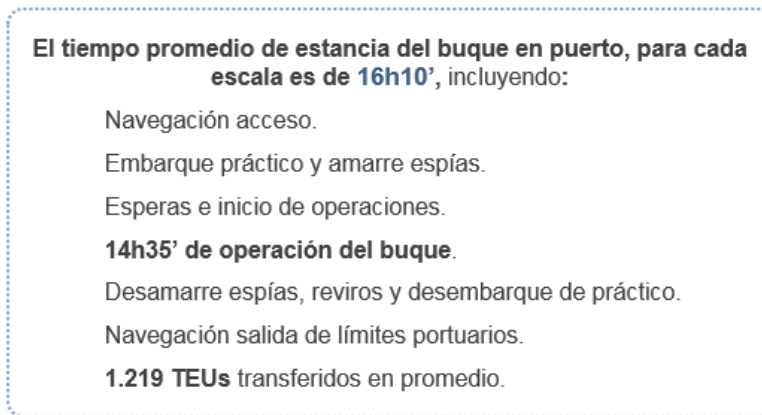 El tiempo promedio de estancia del buque en puerto, para cada
escala es de 16h10’, incluyendo:
Navegación acceso.
Embarque práctico y amarre espías.
Esperas e inicio de operaciones.
14h35’ de operación del buque.
Desamarre espías, reviros y desembarque de práctico.
Navegación salida de límites portuarios.
1.219 TEUs transferidos en promedio.